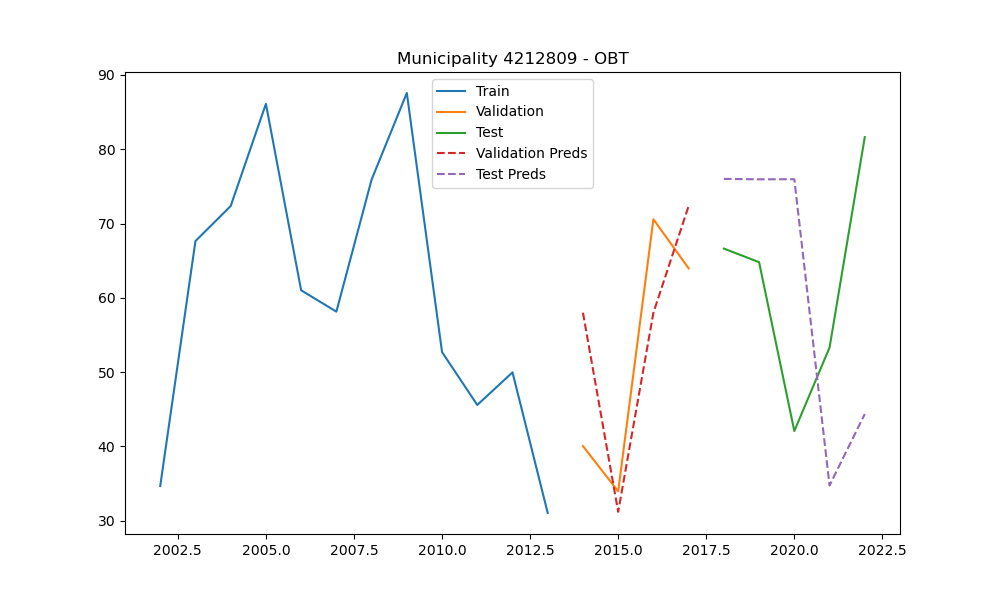 Municipality 4212809 - OBT
90
80
70
60
50
40
30
Train
Validation
Test
Validation Preds
Test Preds
2002.5 2005.0 2007.5 2010.0 2012.5 2015.0 2017.5 2020.0 2022.5